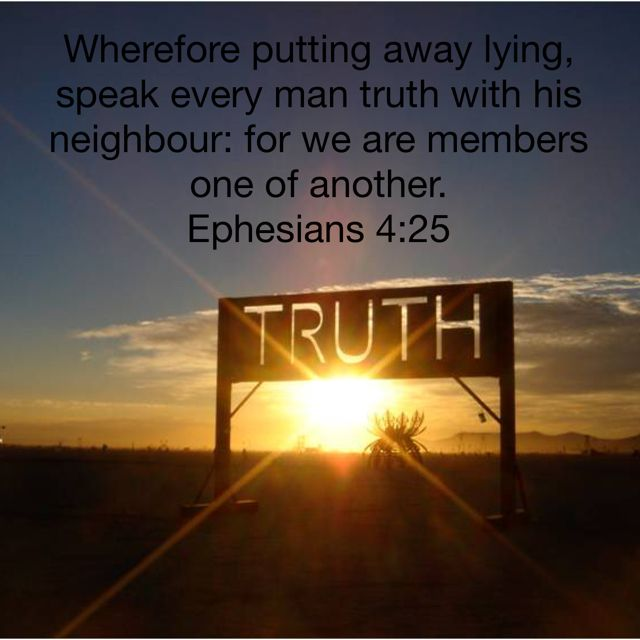 Wherefore putting away lying,
speak every man truth with his
neighbour: for we are members
one of another.
Ephesians 4:25
TRUTH